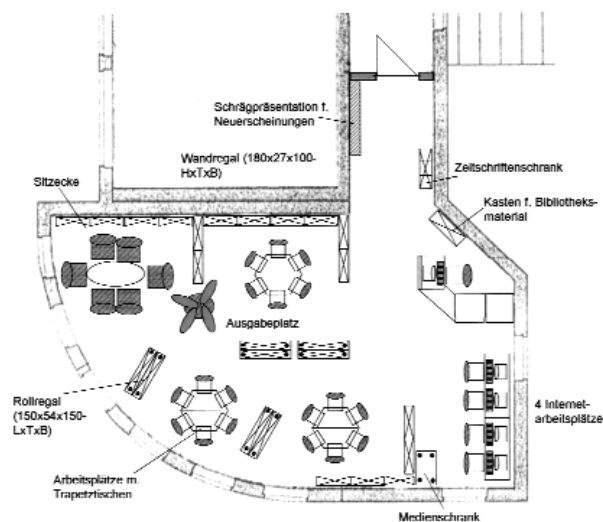 Schrägpräsentation f.
Neuerscheinungen
Wandregal (180x27x100-
HxTxB)
Zeitschriftenschrank
Sitzecke
Kasten f. Bibliotheks-
material
Ausgabeplatz
Rollregal
(150x54x150-
LxTxB)
4 Internet-
arbeitsplätze
Arbeitsplätze m.
Trapetztischen
Medienschrank